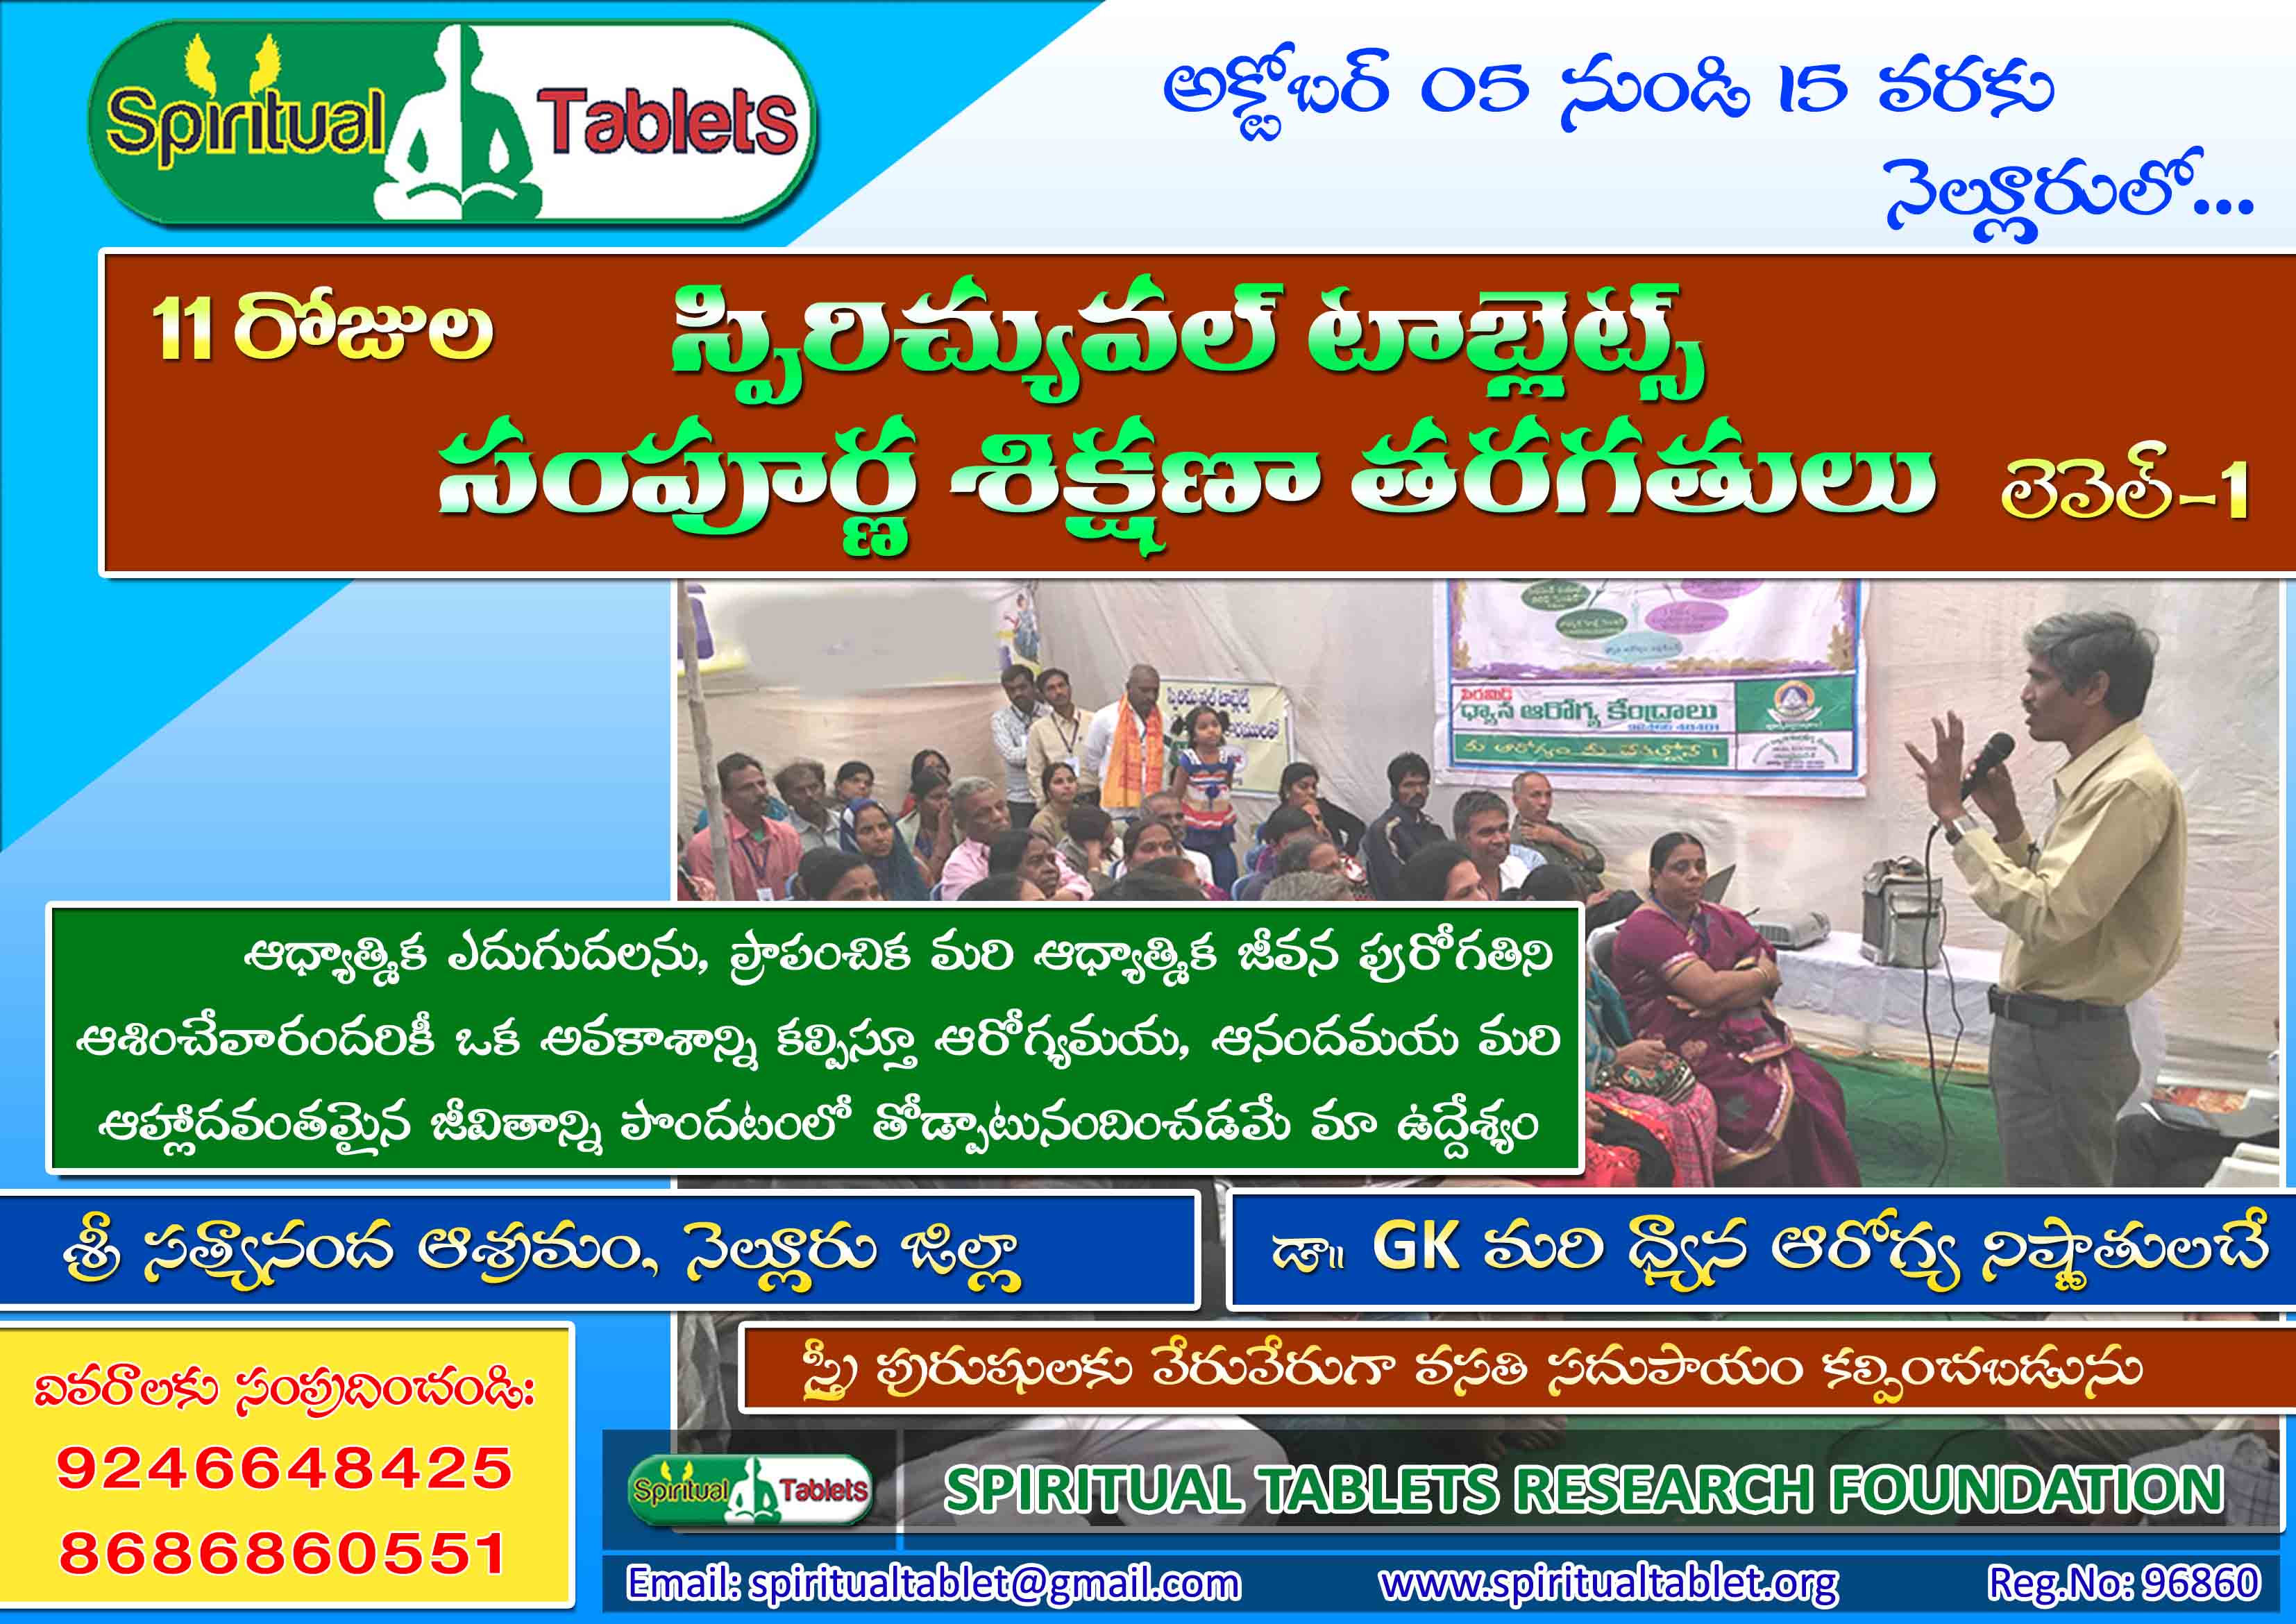 Spiritual Tablets
అక్టోబర్ 05 నుండి 15 వరకు
నెల్లూరులో...
11 రోజుల స్పిరిచ్యువల్ టాబ్లెట్స్
సంపూర్ణ శిక్షణా తరగతులు లెవెల్-1
స్పిరిచువల్ టాబ్లెట్స్
పిరమిడ్
ధ్యాన ఆరోగ్య కేంద్రాలు
ఆధ్యాత్మిక ఎదుగుదలను, ప్రాపంచిక మరి ఆధ్యాత్మిక జీవన పురోగతిని
ఆశించేవారందరికీ ఒక అవకాశాన్ని కల్పిస్తూ ఆరోగ్యమయ, ఆనందమయ మరి
ఆహ్లాదవంతమైన జీవితాన్ని పొందటంలో తోడ్పాటునందించడమే మా ఉద్దేశ్యం
శ్రీ సత్యానంద ఆశ్రమం, నెల్లూరు జిల్లా
డా॥ GK మరి ధ్యాన ఆరోగ్య నిష్ణాతులచే
స్త్రీ పురుషులకు వేరువేరుగా వసతి సదుపాయం కల్పించబడును
వివరాలకు సంప్రదించండి:
9246648425
8686860551
Spiritual Tablets
SPIRITUAL TABLETS RESEARCH FOUNDATION
Email: spiritualtablet@gmail.com www.spiritualtablet.org Reg.No: 96860